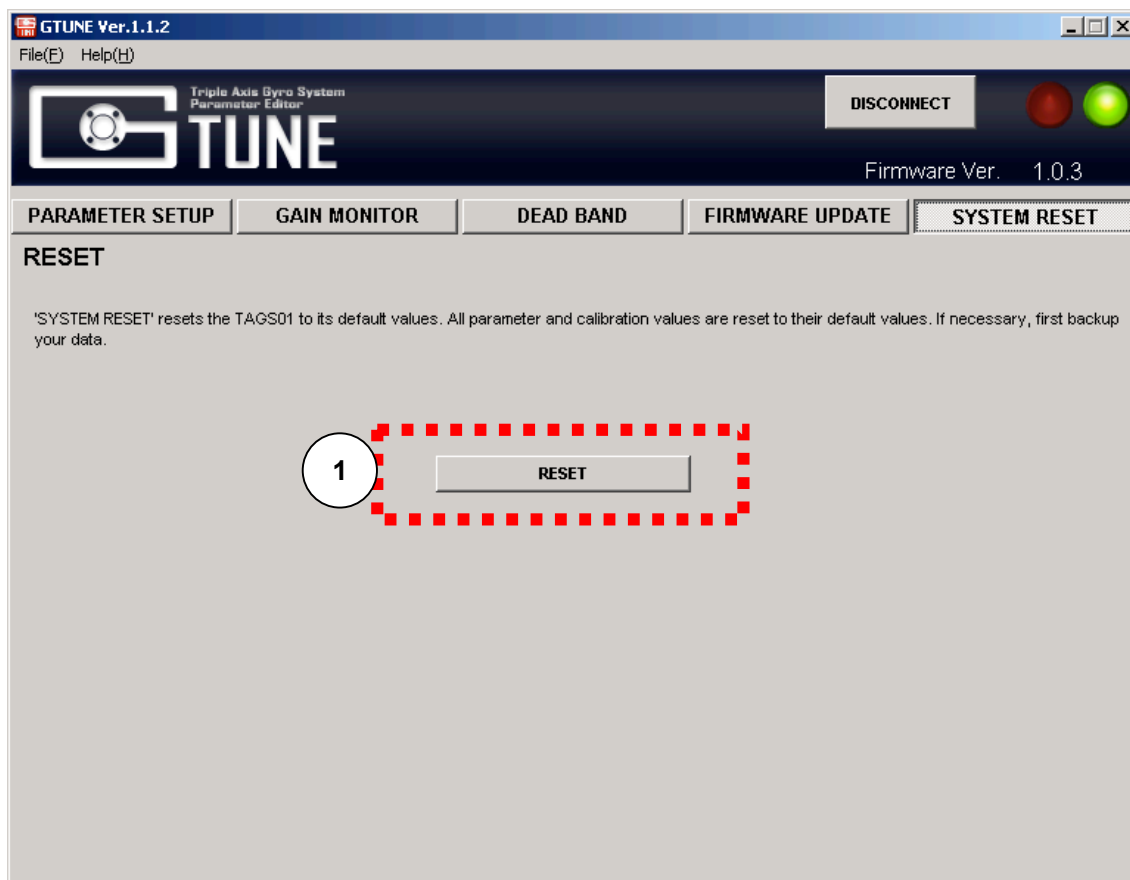 GTUNE Ver.1.1.2
File(F) Help(H)
Triple Axis Gyro System
Parameter Editor
G TUNE
DISCONNECT
Firmware Ver. 1.0.3
PARAMETER SETUP GAIN MONITOR DEAD BAND FIRMWARE UPDATE SYSTEM RESET
RESET
'SYSTEM RESET' resets the TAGS01 to its default values. All parameter and calibration values are reset to their default values. If necessary, first backup
your data.
1 RESET